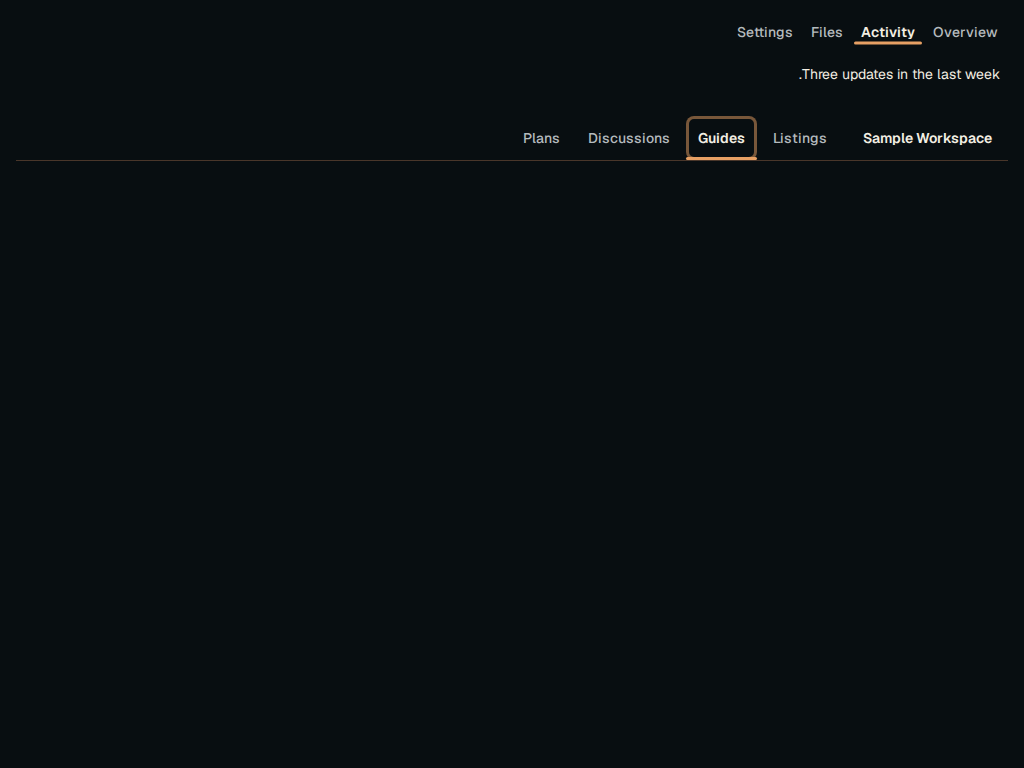 Overview Activity Files Settings
.Three updates in the last week
Sample Workspace Listings Guides Discussions Plans